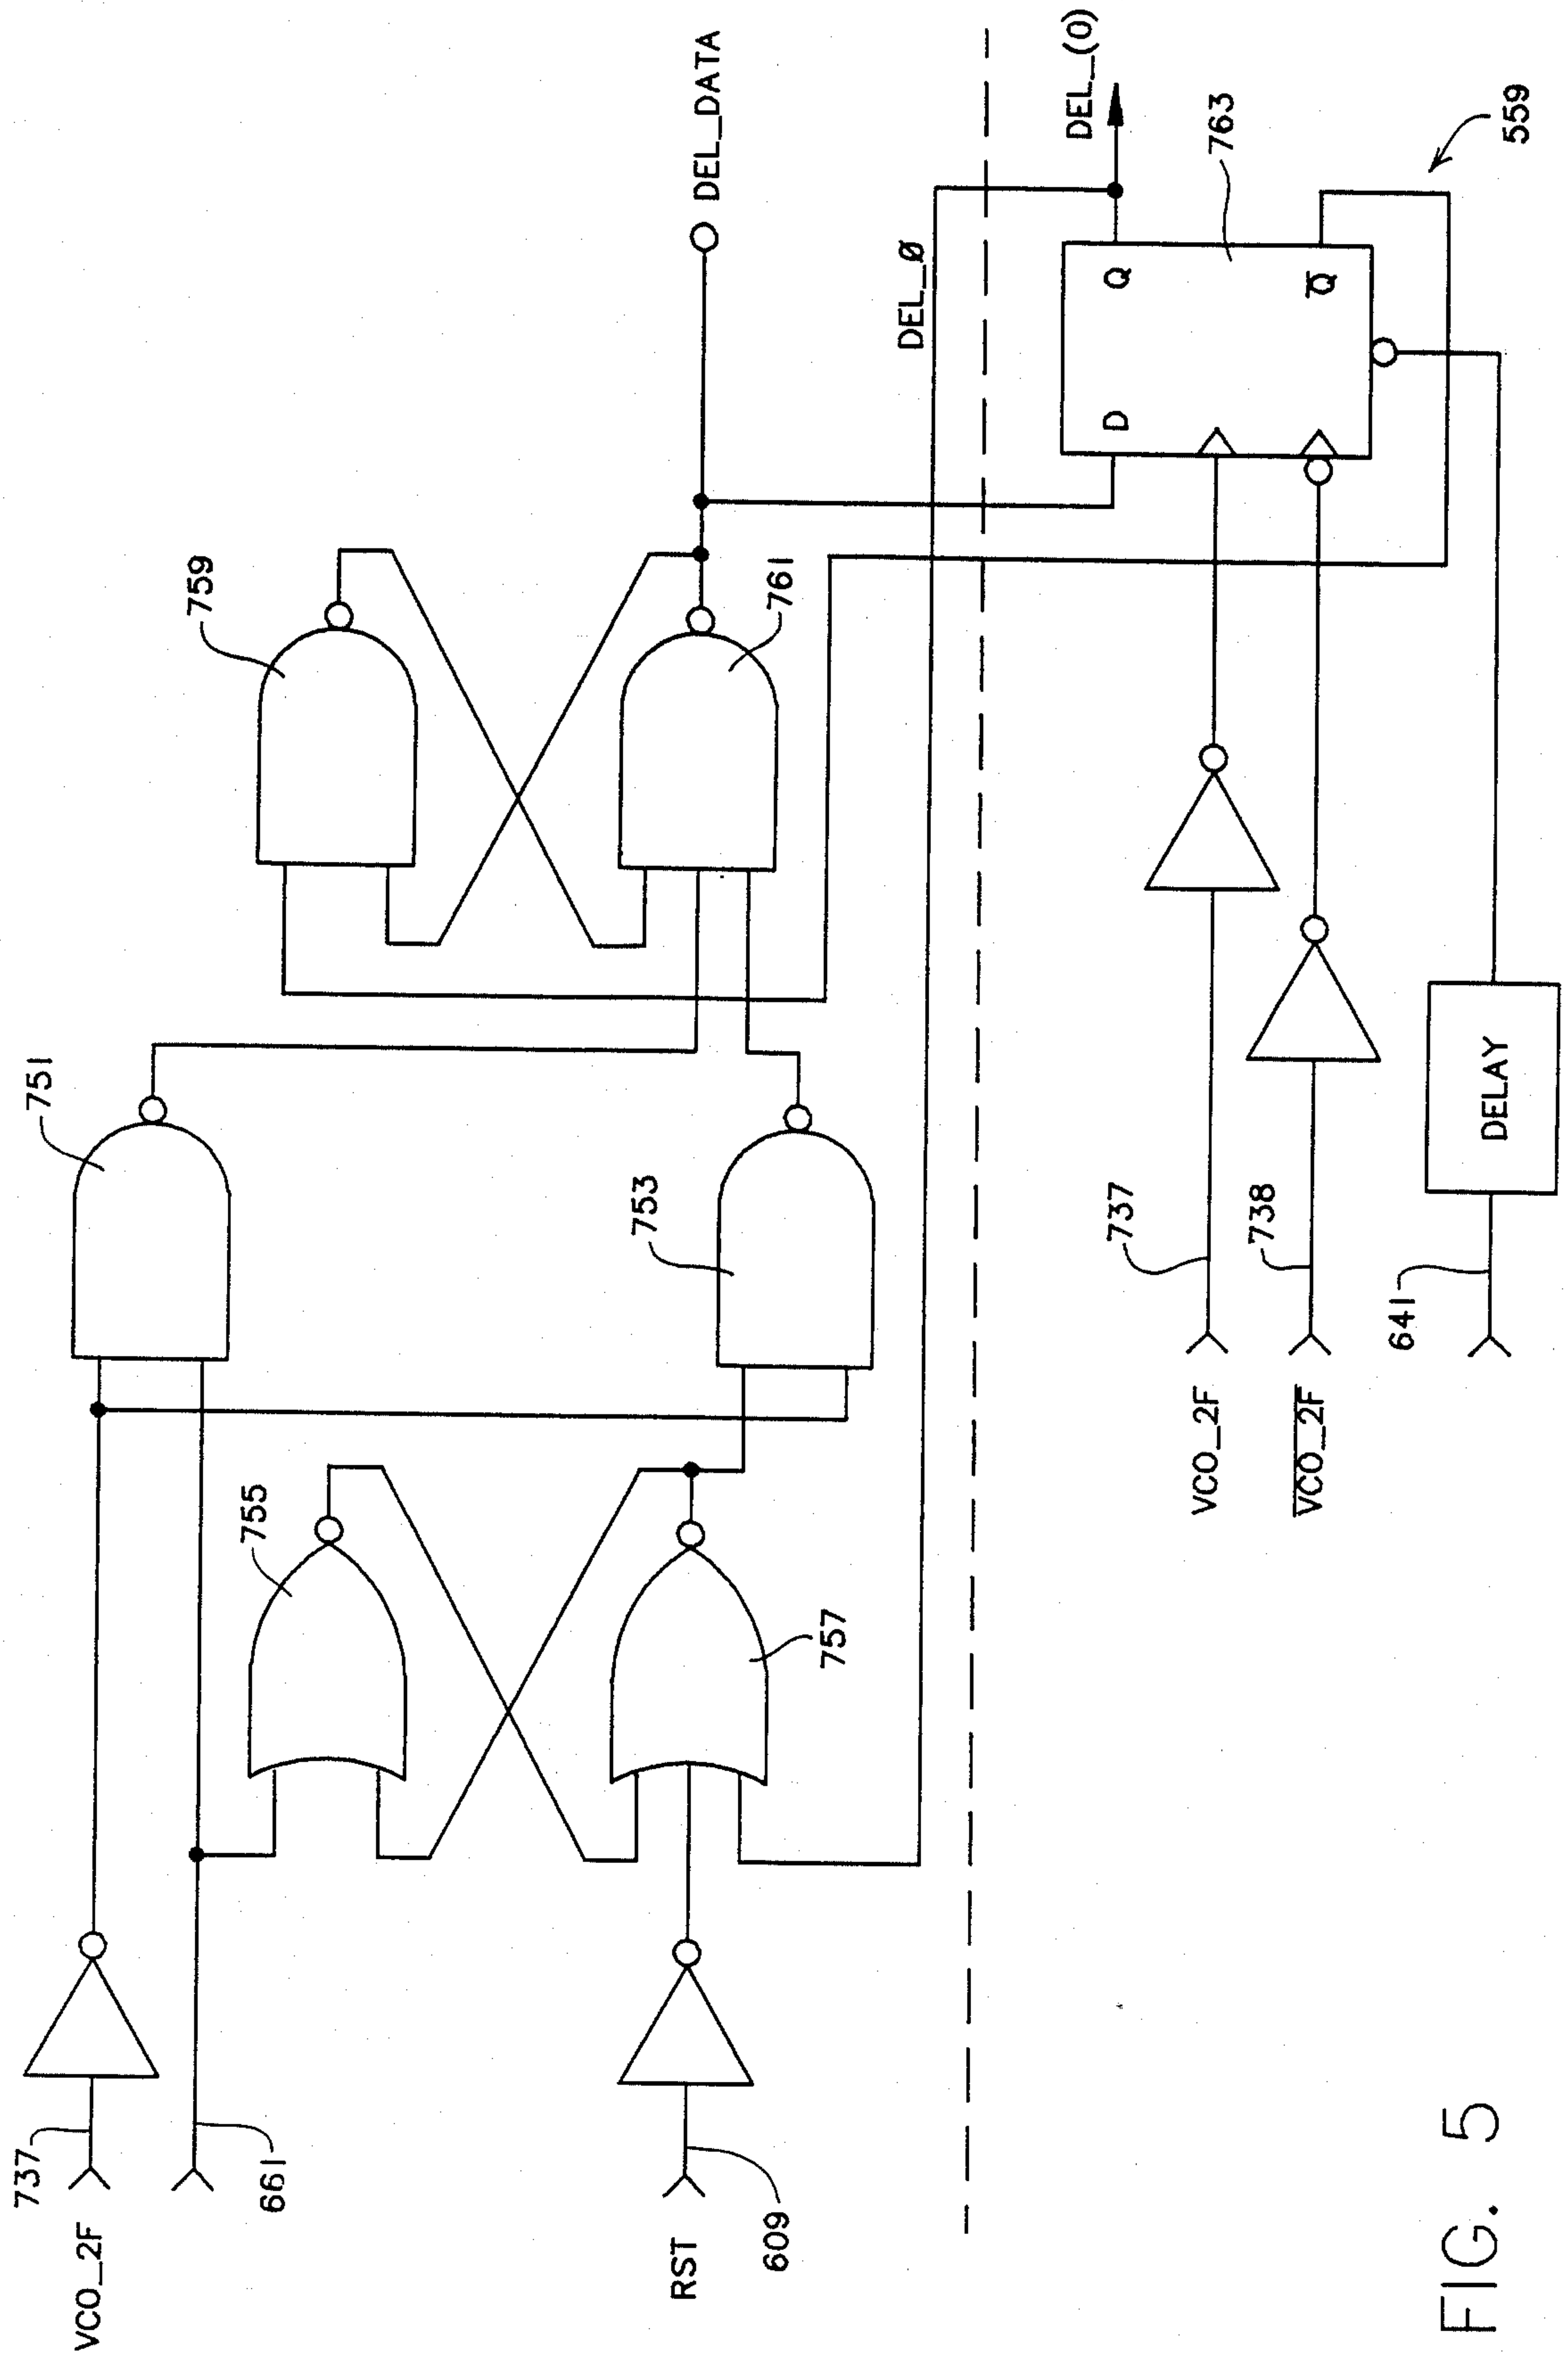 737
VCO_2F
661
RST
609
755
757
751
753
759
761
DEL_DATA
DEL_Ø
DEL_(0)
D
Q
Q̅
763
559
VCO_2F
737
V̅C̅O̅_̅2̅F̅
738
641
DELAY
FIG. 5